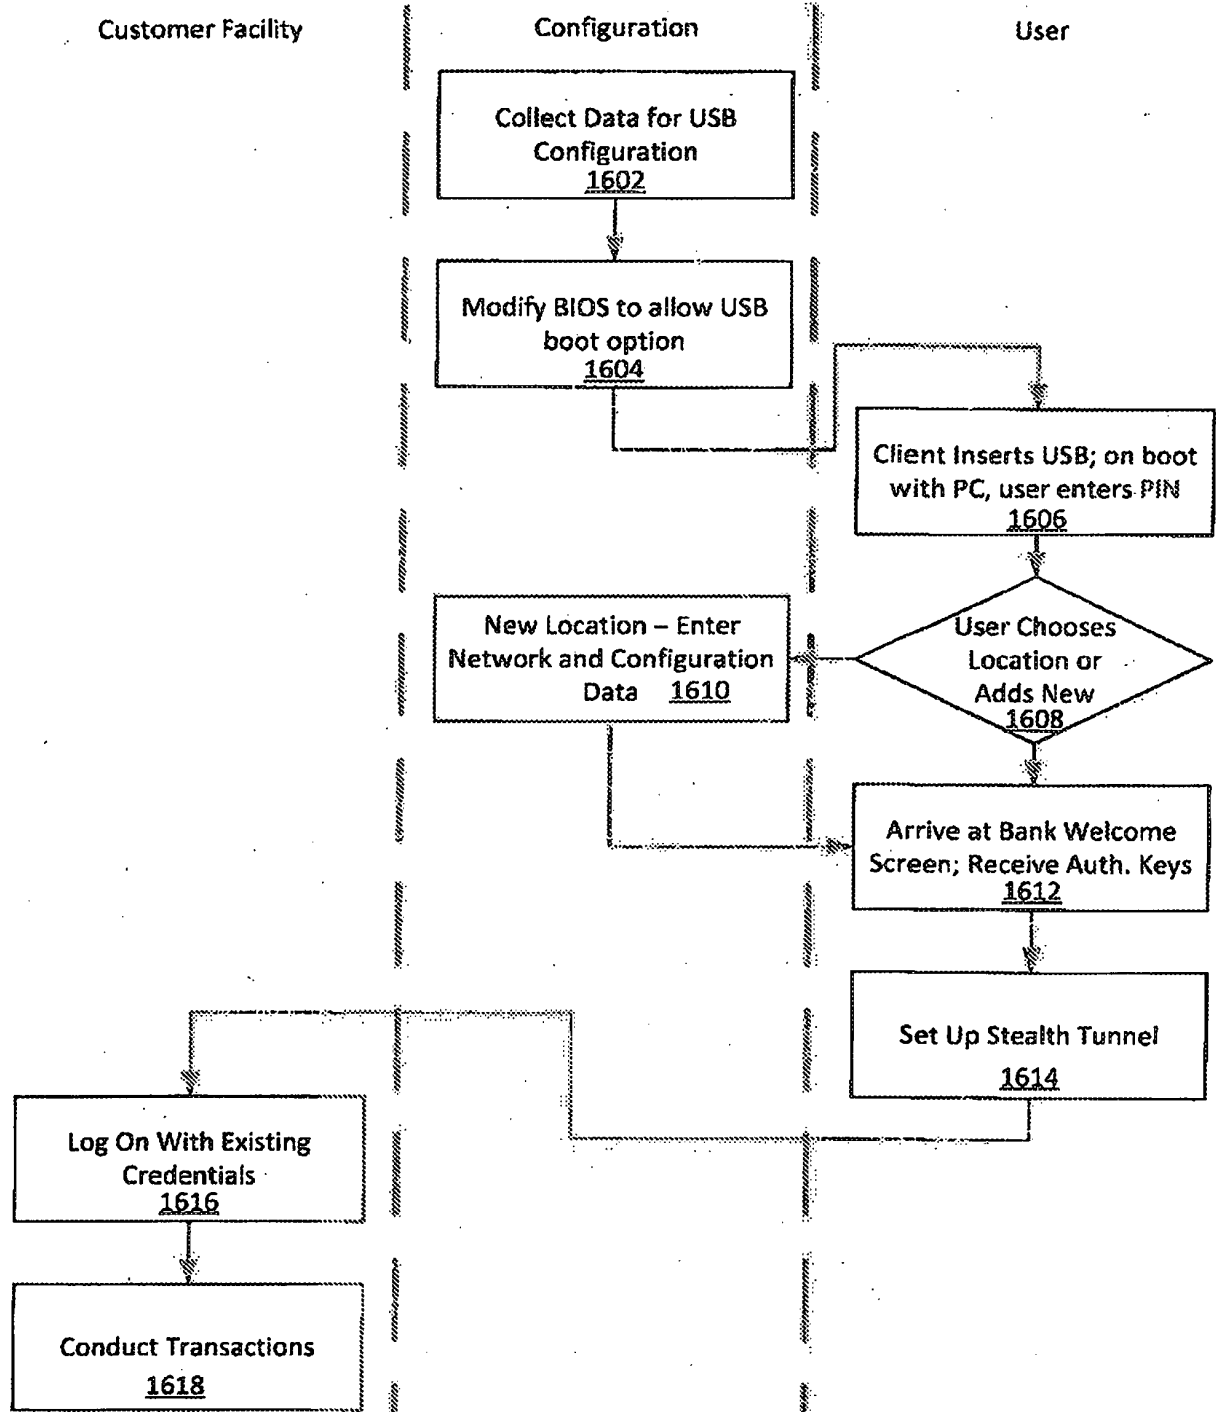 Customer Facility
Configuration
User
Collect Data for USB
Configuration
1602
Modify BIOS to allow USB
boot option
1604
Client Inserts USB; on boot
with PC, user enters PIN
1606
User Chooses
Location or
Adds New
1608
New Location – Enter
Network and Configuration
Data 1610
Arrive at Bank Welcome
Screen; Receive Auth. Keys
1612
Set Up Stealth Tunnel
1614
Log On With Existing
Credentials
1616
Conduct Transactions
1618